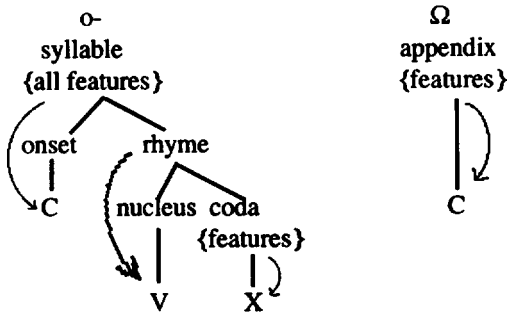 σ- Ω
syllable appendix
{all features} {features}
onset rhyme
C nucleus coda C
{features}
V X